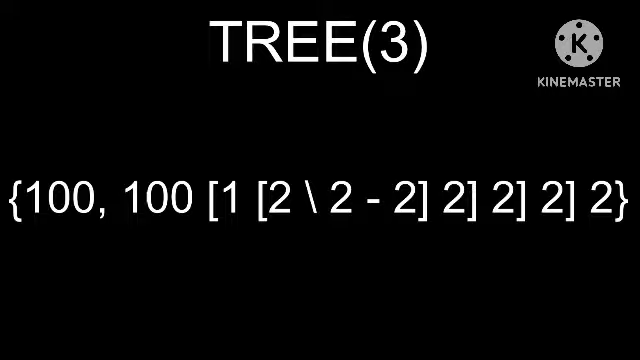 TREE(3)
K
KINEMASTER
{100, 100 [1 [2 \ 2 - 2] 2] 2] 2] 2}